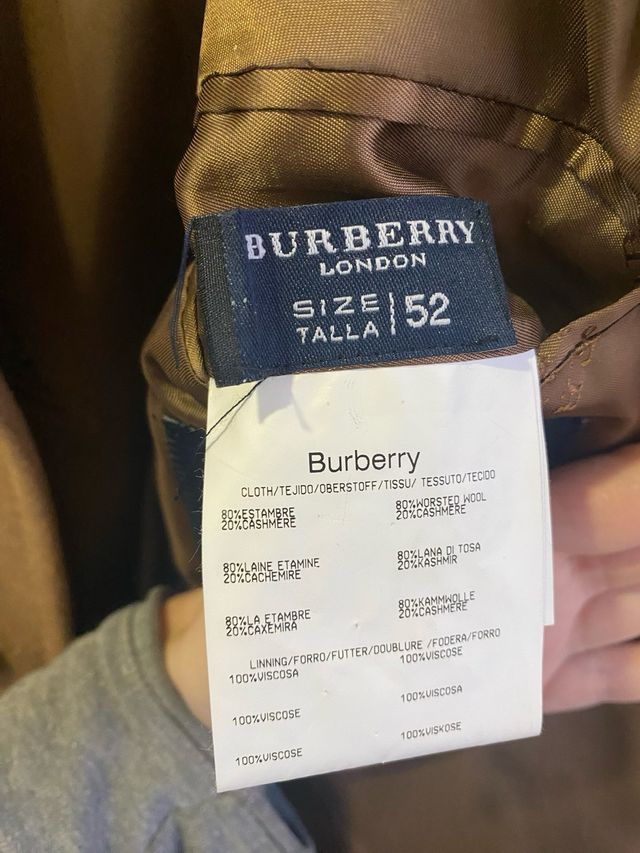 BURBERRY
LONDON
SIZE | 52
TALLA
Burberry
CLOTH/TEJIDO/OBERSTOFF/TISSU/ TESSUTO/TECIDO
80%ESTAMBRE
20%CASHMERE
80%WORSTED WOOL
20%CASHMERE
80%LAINE ETAMINE
20%CACHEMIRE
80%LANA DI TOSA
20%KASHMIR
80%LA ETAMBRE
20%CAXEMIRA
80%KAMMWOLLE
20%CASHMERE
LINNING/FORRO/FUTTER/DOUBLURE /FODERA/FORRO
100%VISCOSA
100%VISCOSE
100%VISCOSE
100%VISCOSA
100%VISCOSE
100%VISKOSE